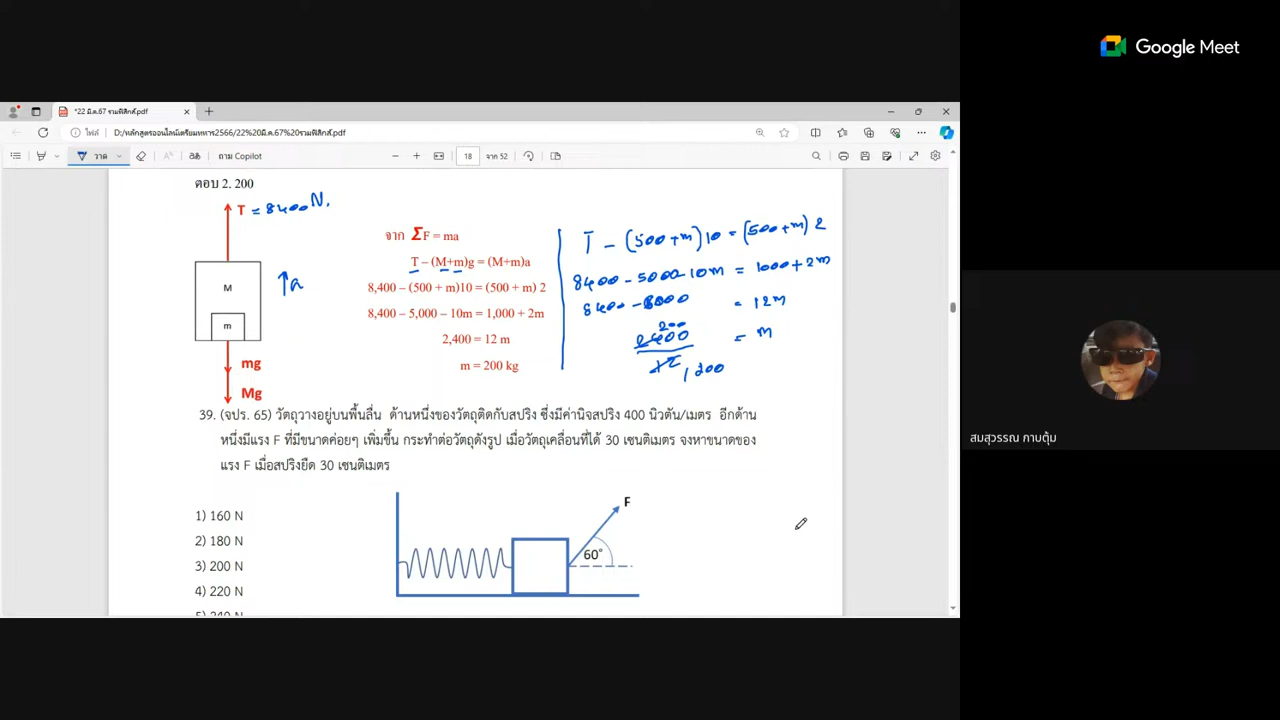 Google Meet
*22 มี.ค.67 รวมฟิสิกส์.pdf
ไฟล์ D:/หลักสูตรออนไลน์เตรียมทหาร2566/22%20มี.ค.67%20รวมฟิสิกส์.pdf
วาด ถาม Copilot 18 จาก 52
ตอบ 2. 200
T = 8400 N.
จาก ΣF = ma
T – (M+m)g = (M+m)a
8,400 – (500 + m)10 = (500 + m) 2
8,400 – 5,000 – 10m = 1,000 + 2m
2,400 = 12 m
m = 200 kg
T - (500+m)10 = (500+m) 2
8400 - 5000 - 10m = 1000 + 2m
8400 - 6000 = 12m
200
2400 = m
12
, 200
M
a
m
mg
Mg
39. (จปร. 65) วัตถุวางอยู่บนพื้นลื่น ด้านหนึ่งของวัตถุติดกับสปริง ซึ่งมีค่านิจสปริง 400 นิวตัน/เมตร อีกด้าน
หนึ่งมีแรง F ที่มีขนาดค่อยๆ เพิ่มขึ้น กระทำต่อวัตถุดังรูป เมื่อวัตถุเคลื่อนที่ได้ 30 เซนติเมตร จงหาขนาดของ
แรง F เมื่อสปริงยืด 30 เซนติเมตร
1) 160 N
2) 180 N
3) 200 N
4) 220 N
5) 240 N
F
60°
สมสุวรรณ กาบตุ้ม